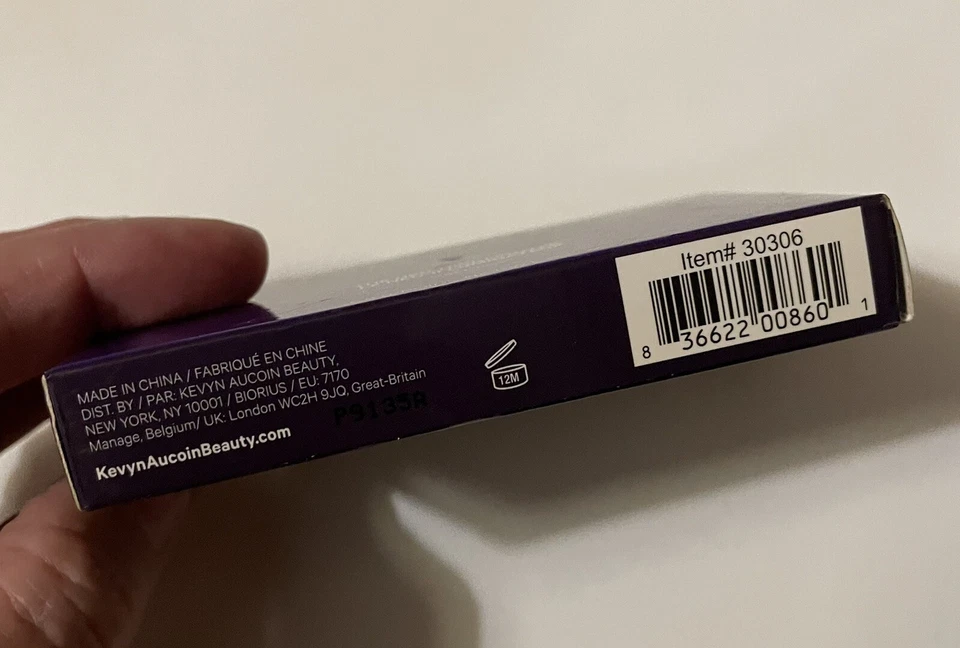 MADE IN CHINA / FABRIQUÉ EN CHINE
DIST. BY / PAR: KEVYN AUCOIN BEAUTY,
NEW YORK, NY 10001 / BIORIUS / EU: 7170
Manage, Belgium/ UK: London WC2H 9JQ, Great-Britain
KevynAucoinBeauty.com
P9135R
12M
Item# 30306
8 36622 00860 1